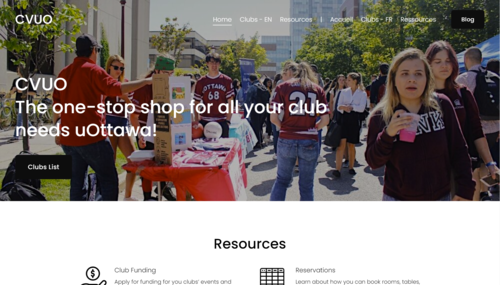 CVUO
Home Clubs - EN Resources | Accueil Clubs - FR Ressources Blog
CVUO
The one-stop shop for all your club
needs uOttawa!
Clubs List
OTTAWA
68
21
Resources
Club Funding
Apply for funding for you clubs' events and
Reservations
Learn about how you can book rooms, tables,